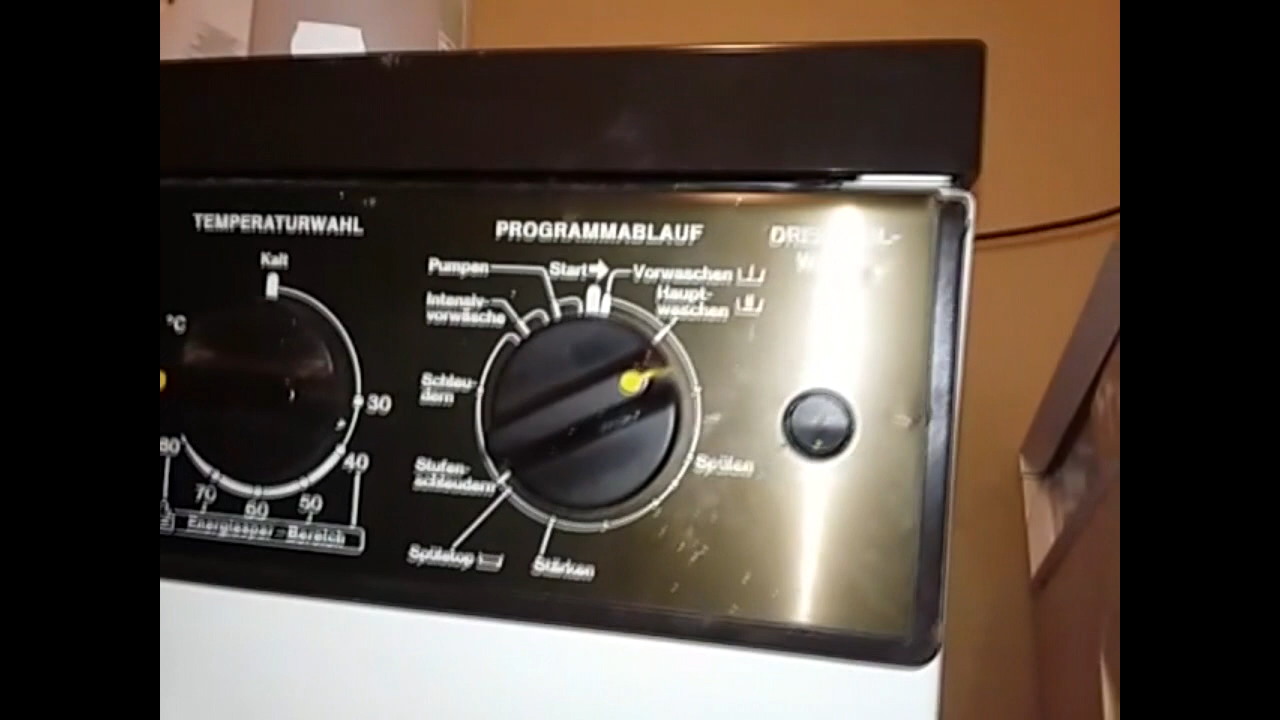 TEMPERATURWAHL
Kalt
°C
30
40
50
60
70
80
Energiespar - Bereich
PROGRAMMABLAUF
Start
Pumpen
Vorwaschen
Haupt-
waschen
Intensiv-
vorwäsche
Schleu-
dern
Spülen
Stufen-
schleudern
Spülstop
Stärken